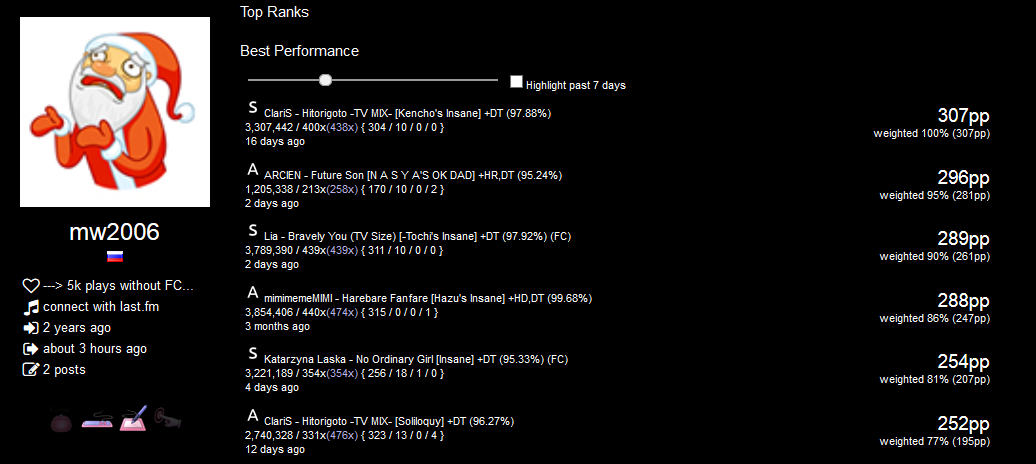 mw2006
---> 5k plays without FC...
connect with last.fm
2 years ago
about 3 hours ago
2 posts
Top Ranks
Best Performance
Highlight past 7 days
S ClariS - Hitorigoto -TV MIX- [Kencho's Insane] +DT (97.88%)
307pp
3,307,442 / 400x(438x) { 304 / 10 / 0 / 0 }
weighted 100% (307pp)
16 days ago
A ARCIEN - Future Son [N A S Y A'S OK DAD] +HR,DT (95.24%)
296pp
1,205,338 / 213x(258x) { 170 / 10 / 0 / 2 }
weighted 95% (281pp)
2 days ago
S Lia - Bravely You (TV Size) [-Tochi's Insane] +DT (97.92%) (FC)
289pp
3,789,390 / 439x(439x) { 311 / 10 / 0 / 0 }
weighted 90% (261pp)
2 days ago
A mimimemeMIMI - Harebare Fanfare [Hazu's Insane] +HD,DT (99.68%)
288pp
3,854,406 / 440x(474x) { 315 / 0 / 0 / 1 }
weighted 86% (247pp)
3 months ago
S Katarzyna Laska - No Ordinary Girl [Insane] +DT (95.33%) (FC)
254pp
3,221,189 / 354x(354x) { 256 / 18 / 1 / 0 }
weighted 81% (207pp)
4 days ago
A ClariS - Hitorigoto -TV MIX- [Soliloquy] +DT (96.27%)
252pp
2,740,328 / 331x(476x) { 323 / 13 / 0 / 4 }
weighted 77% (195pp)
12 days ago